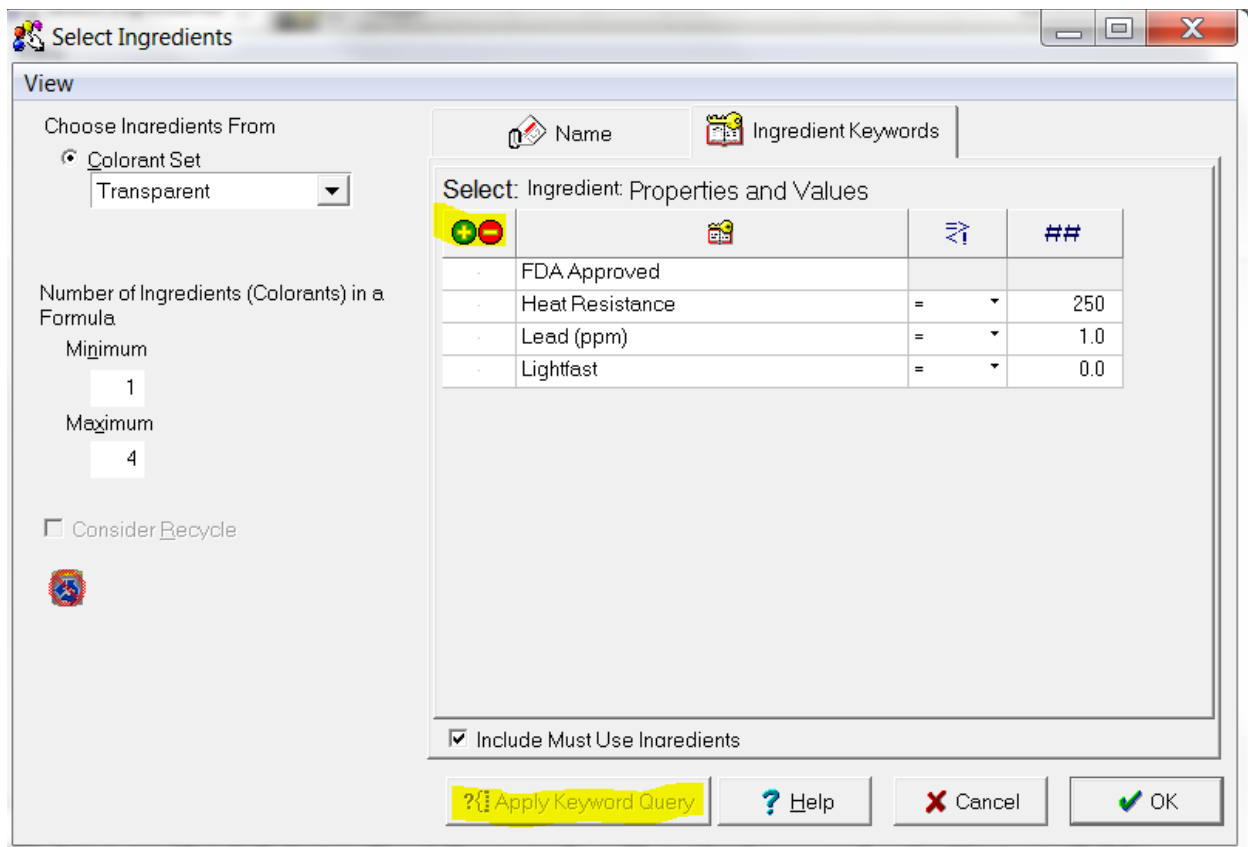 Select Ingredients
View
Choose Ingredients From
Colorant Set
Transparent
Number of Ingredients (Colorants) in a
Formula
Minimum
1
Maximum
4
Consider Recycle
Name
Ingredient Keywords
Select: Ingredient: Properties and Values
##
FDA Approved
Heat Resistance = 250
Lead (ppm) = 1.0
Lightfast = 0.0
Include Must Use Ingredients
?{ Apply Keyword Query
? Help
Cancel
OK